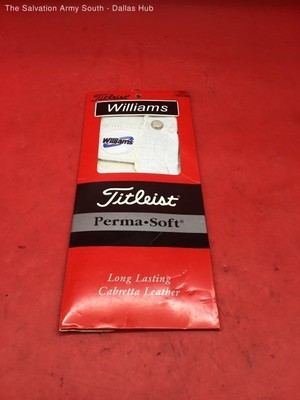 The Salvation Army South - Dallas Hub
Titleist
Williams
Williams
Titleist
Perma•Soft®
Long Lasting
Cabretta Leather